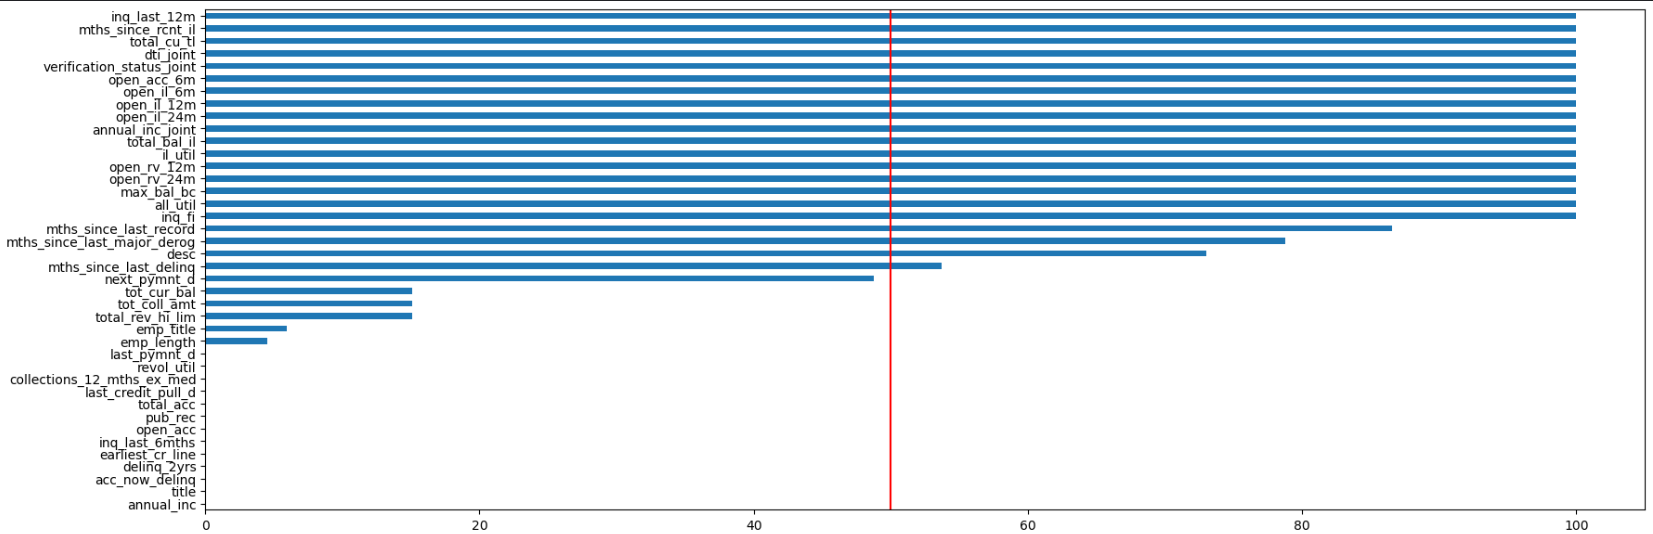 inq_last_12m
mths_since_rcnt_il
total_cu_tl
dti_joint
verification_status_joint
open_acc_6m
open_il_6m
open_il_12m
open_il_24m
annual_inc_joint
total_bal_il
il_util
open_rv_12m
open_rv_24m
max_bal_bc
all_util
inq_fi
mths_since_last_record
mths_since_last_major_derog
desc
mths_since_last_delinq
next_pymnt_d
tot_cur_bal
tot_coll_amt
total_rev_hi_lim
emp_title
emp_length
last_pymnt_d
revol_util
collections_12_mths_ex_med
last_credit_pull_d
total_acc
pub_rec
open_acc
inq_last_6mths
earliest_cr_line
delinq_2yrs
acc_now_delinq
title
annual_inc
0 20 40 60 80 100